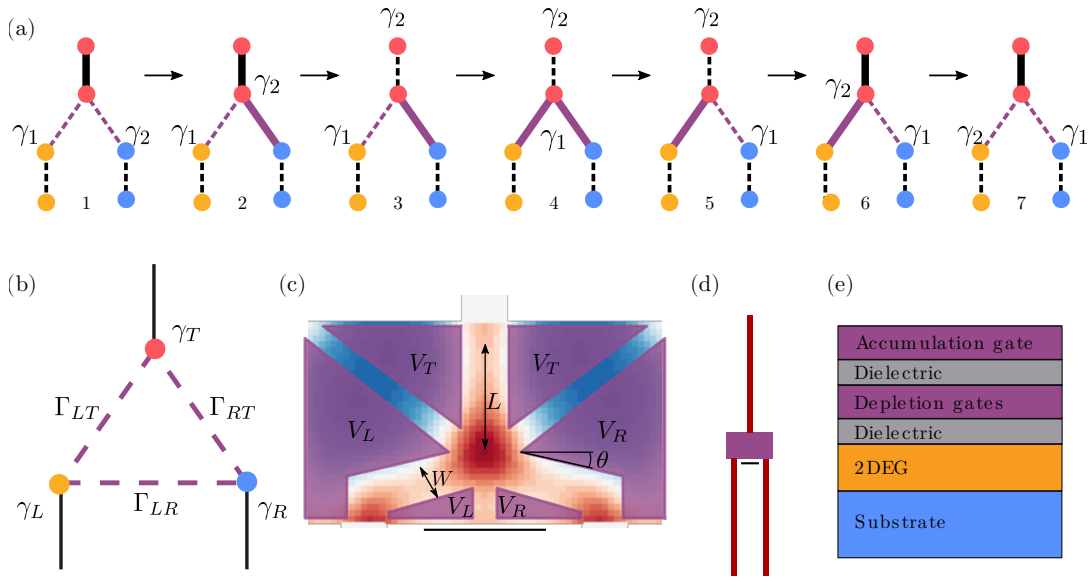 (a)
γ1 γ2 1
γ1 γ2 2
γ2 γ1 3
γ2 γ1 4
γ2 γ1 5
γ2 γ1 6
γ2 γ1 7
(b)
γT
ΓLT ΓRT
γL ΓLR γR
(c)
VT L VT
VL VR
θ
W
VL VR
(d)
(e)
Accumulation gate
Dielectric
Depletion gates
Dielectric
2DEG
Substrate